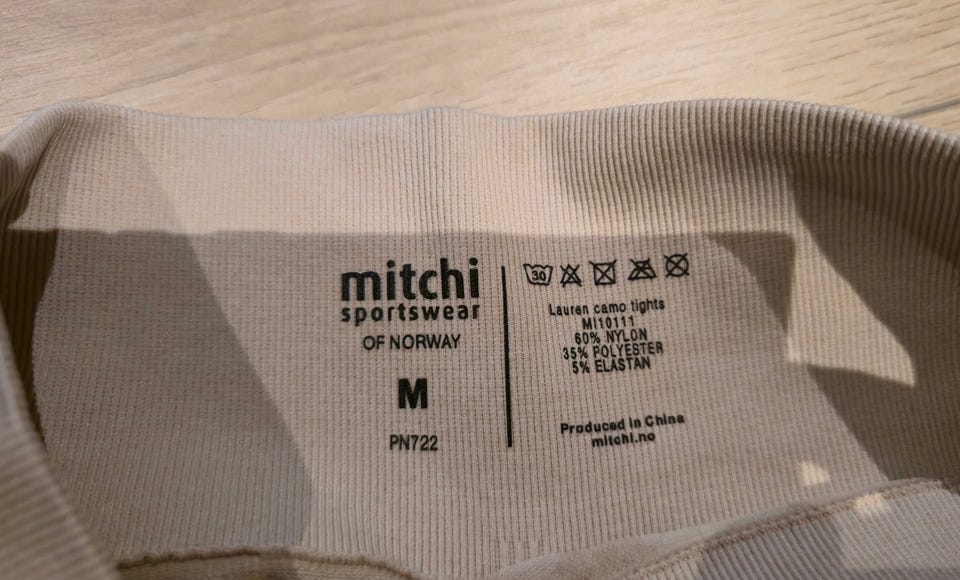 mitchi
sportswear
OF NORWAY
M
PN722
30
Lauren camo tights
MI10111
60% NYLON
35% POLYESTER
5% ELASTAN
Produced in China
mitchi.no